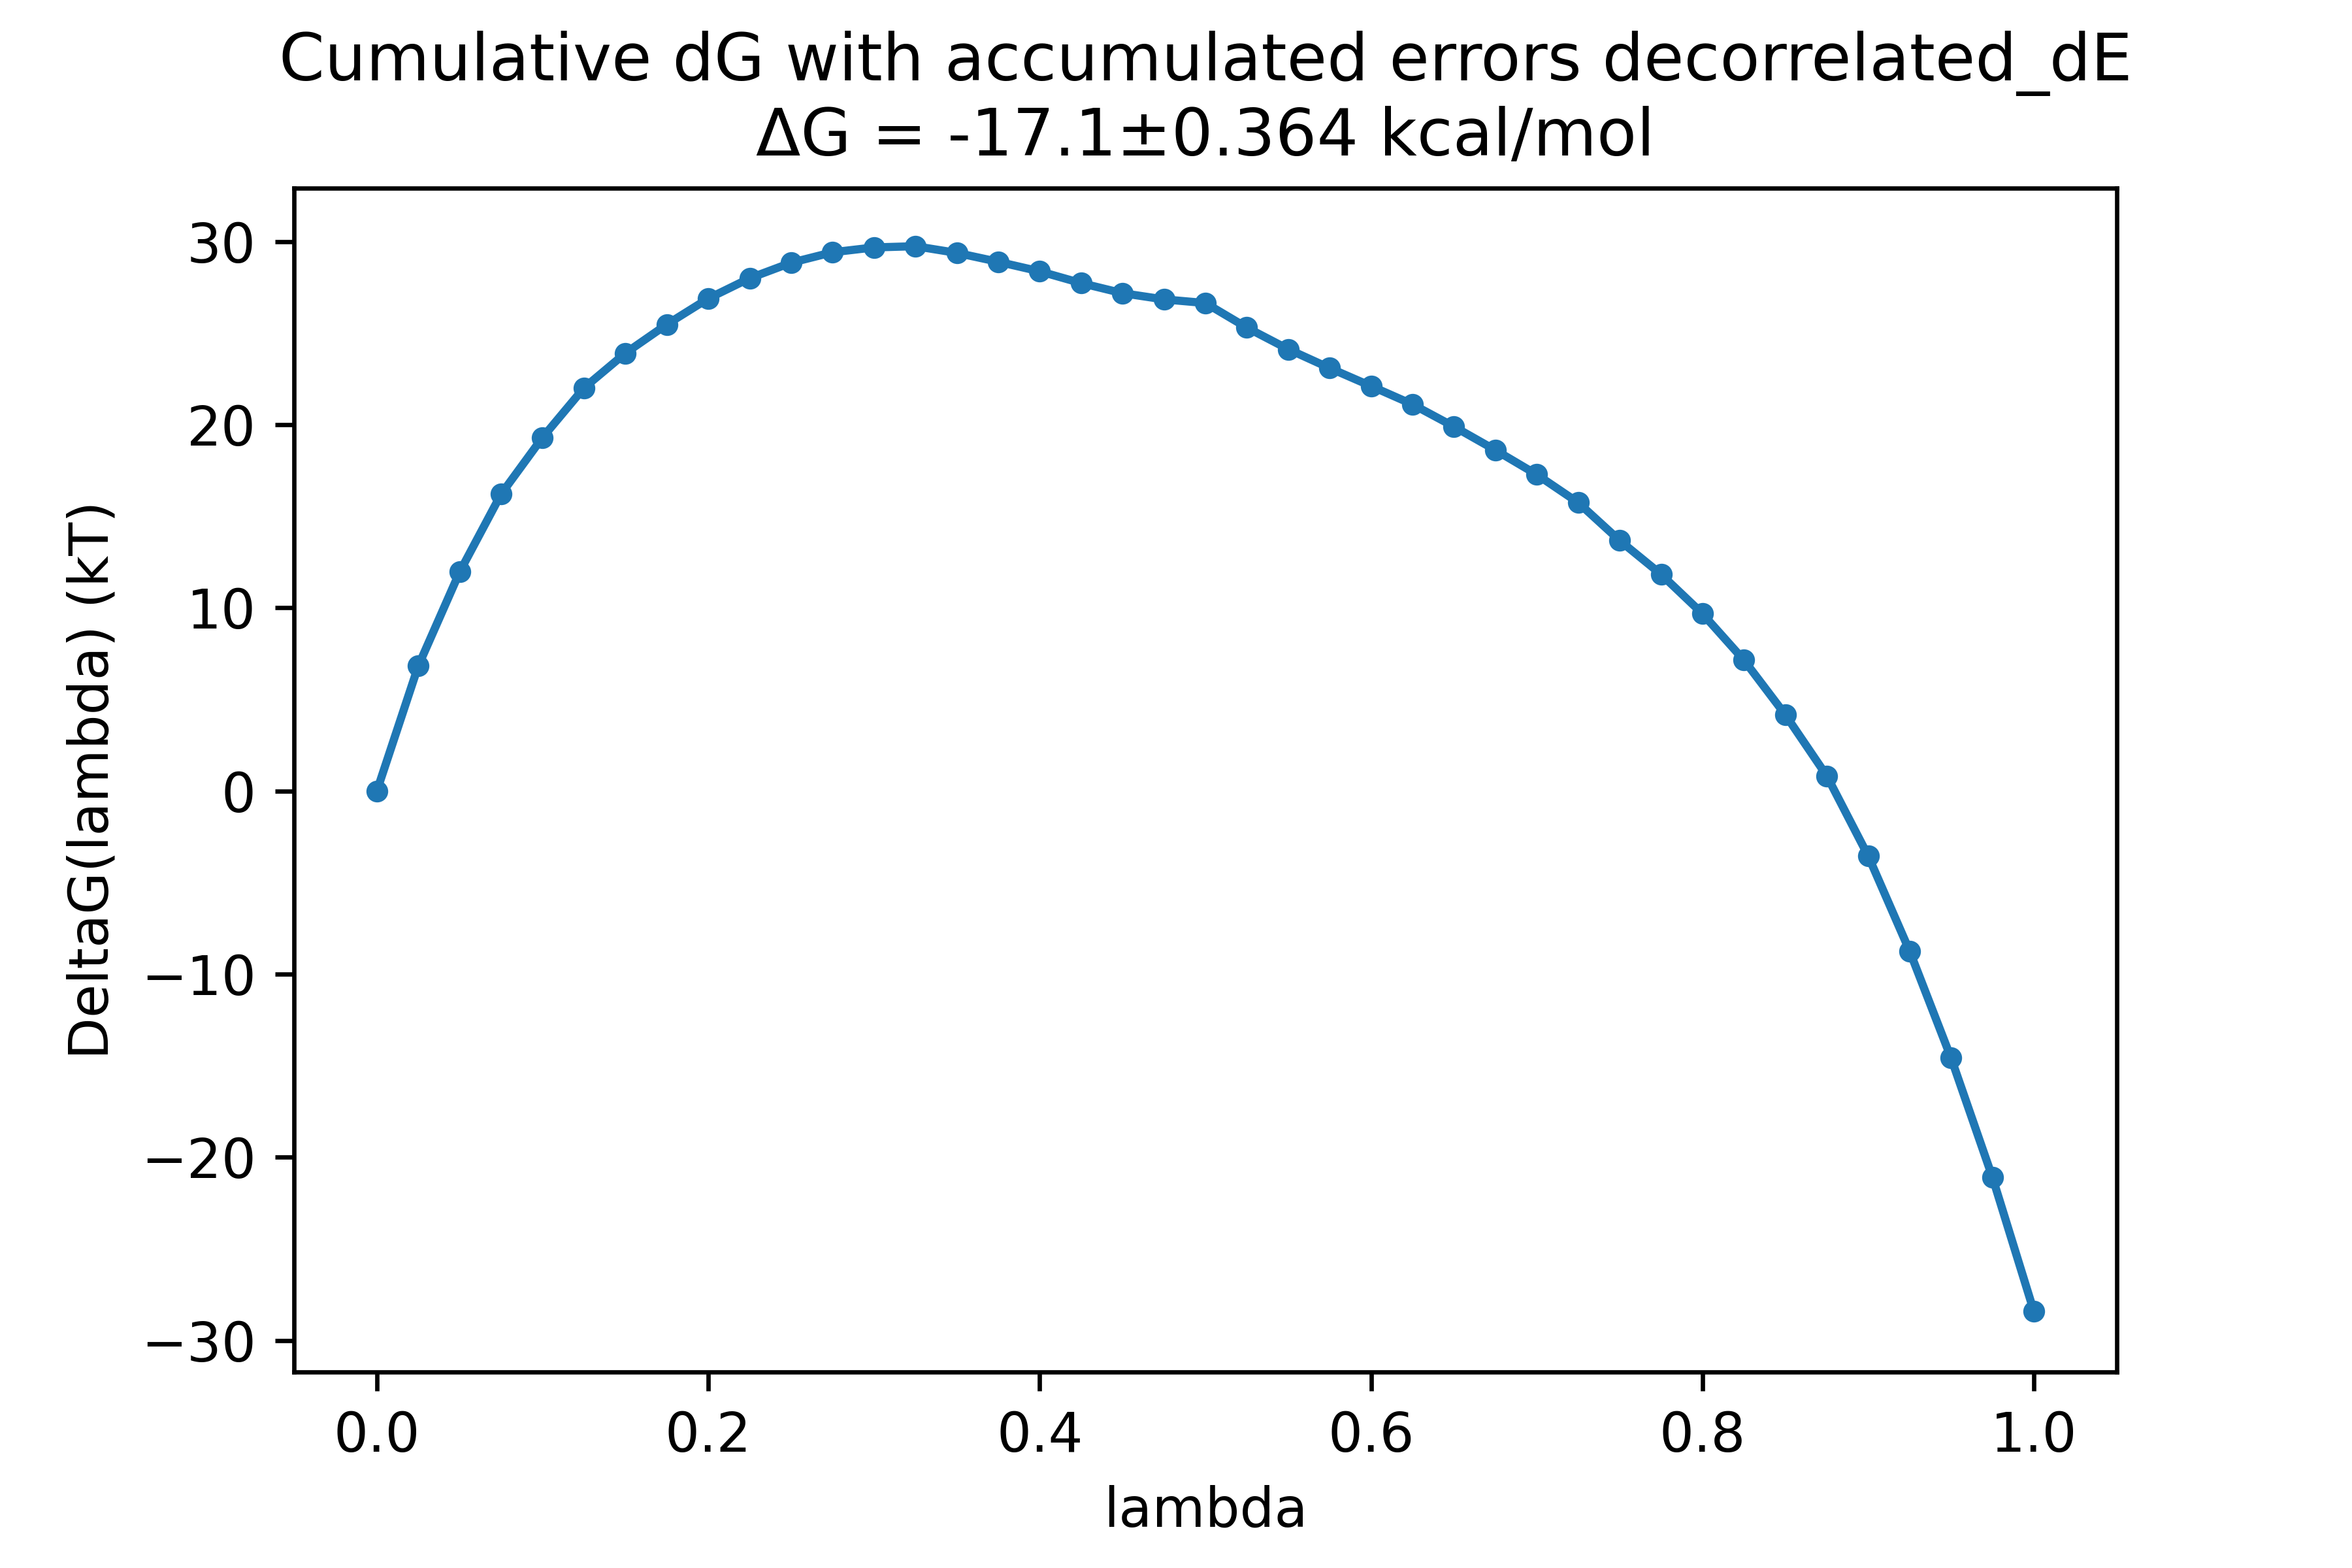 Cumulative dG with accumulated errors decorrelated_dE
ΔG = -17.1±0.364 kcal/mol
DeltaG(lambda) (kT)
30
20
10
0
−10
−20
−30
0.0 0.2 0.4 0.6 0.8 1.0
lambda